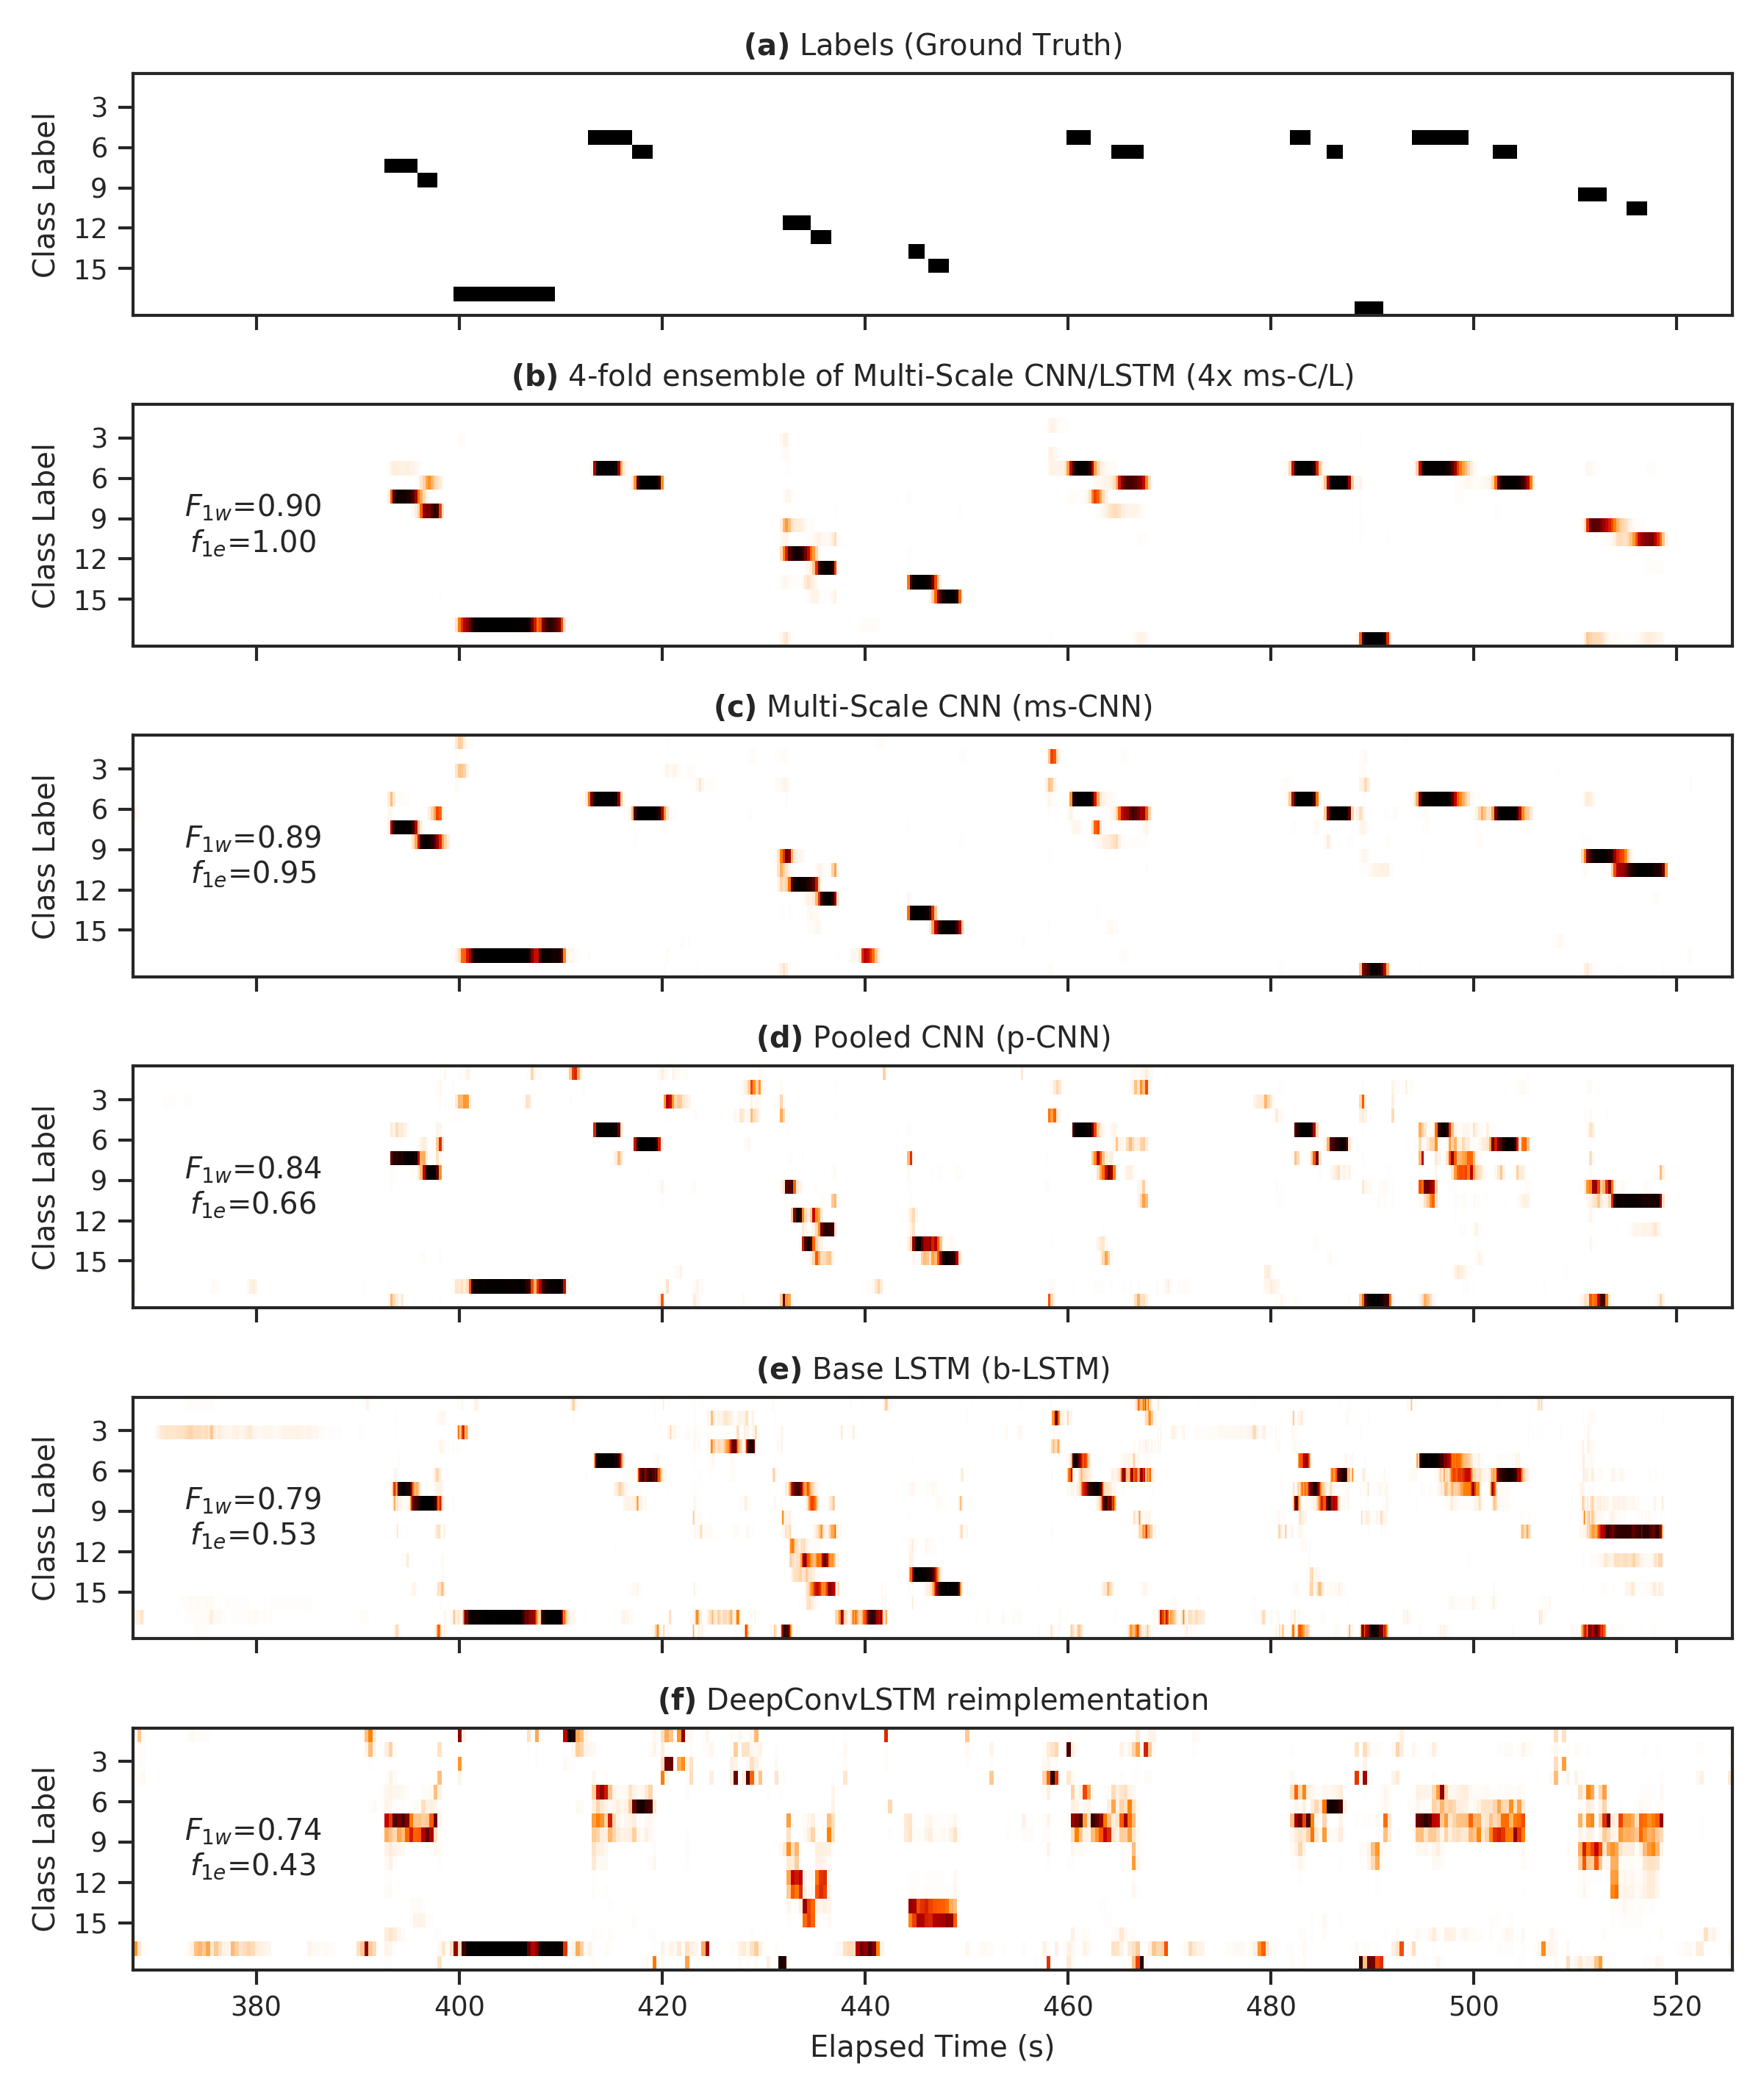 (a) Labels (Ground Truth)
Class Label
3
6
9
12
15
(b) 4-fold ensemble of Multi-Scale CNN/LSTM (4x ms-C/L)
Class Label
3
6
9
12
15
F1w=0.90
f1e=1.00
(c) Multi-Scale CNN (ms-CNN)
Class Label
3
6
9
12
15
F1w=0.89
f1e=0.95
(d) Pooled CNN (p-CNN)
Class Label
3
6
9
12
15
F1w=0.84
f1e=0.66
(e) Base LSTM (b-LSTM)
Class Label
3
6
9
12
15
F1w=0.79
f1e=0.53
(f) DeepConvLSTM reimplementation
Class Label
3
6
9
12
15
F1w=0.74
f1e=0.43
380 400 420 440 460 480 500 520
Elapsed Time (s)